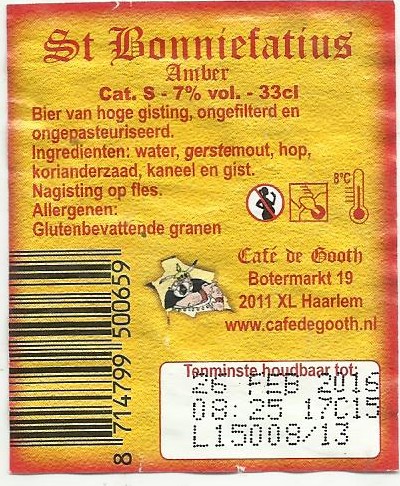 St Bonniefatius
Amber
Cat. S - 7% vol. - 33cl
Bier van hoge gisting, ongefilterd en
ongepasteuriseerd.
Ingredienten: water, gerstemout, hop,
korianderzaad, kaneel en gist.
Nagisting op fles.
Allergenen:
Glutenbevattende granen
8°C
Café de Gooth
Botermarkt 19
2011 XL Haarlem
www.cafedegooth.nl
Tenminste houdbaar tot:
26 FEB 2016
08:25 17C15
L15008/13
8 714799 500659